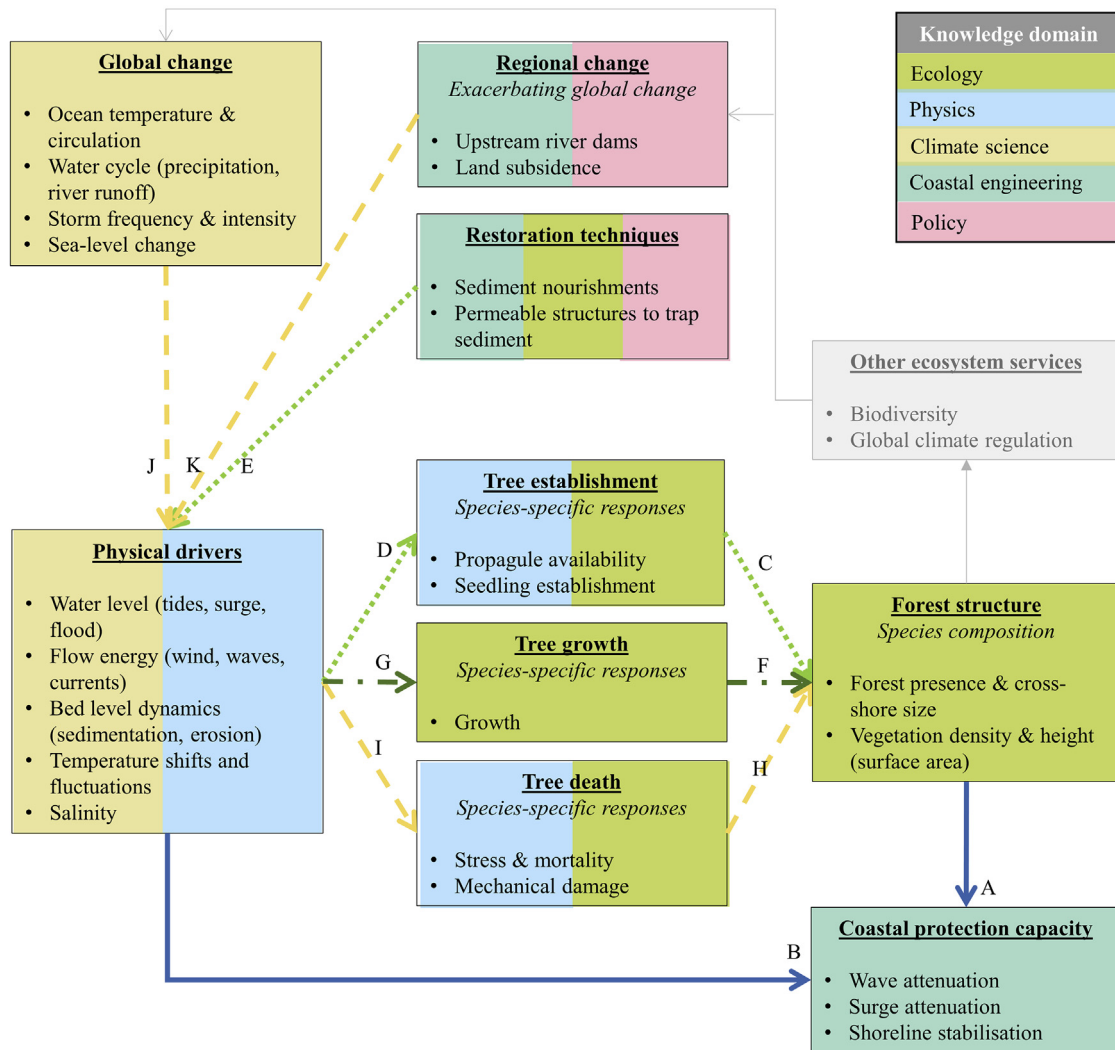 Global change
• Ocean temperature &
circulation
• Water cycle (precipitation,
river runoff)
• Storm frequency & intensity
• Sea-level change
Regional change
Exacerbating global change
• Upstream river dams
• Land subsidence
Knowledge domain
Ecology
Physics
Climate science
Coastal engineering
Policy
Restoration techniques
• Sediment nourishments
• Permeable structures to trap
sediment
Other ecosystem services
• Biodiversity
• Global climate regulation
J
K
E
Physical drivers
• Water level (tides, surge,
flood)
• Flow energy (wind, waves,
currents)
• Bed level dynamics
(sedimentation, erosion)
• Temperature shifts and
fluctuations
• Salinity
D
G
I
Tree establishment
Species-specific responses
• Propagule availability
• Seedling establishment
Tree growth
Species-specific responses
• Growth
Tree death
Species-specific responses
• Stress & mortality
• Mechanical damage
C
F
H
Forest structure
Species composition
• Forest presence & cross-
shore size
• Vegetation density & height
(surface area)
A
B
Coastal protection capacity
• Wave attenuation
• Surge attenuation
• Shoreline stabilisation